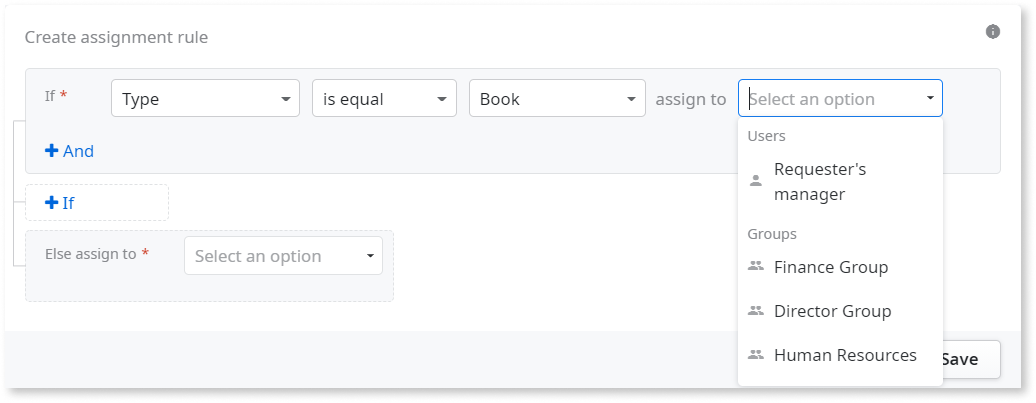 Create assignment rule
If * Type is equal Book assign to Select an option
Users
And
Requester's
manager
If
Groups
Else assign to * Select an option
Finance Group
Director Group
Human Resources
Save